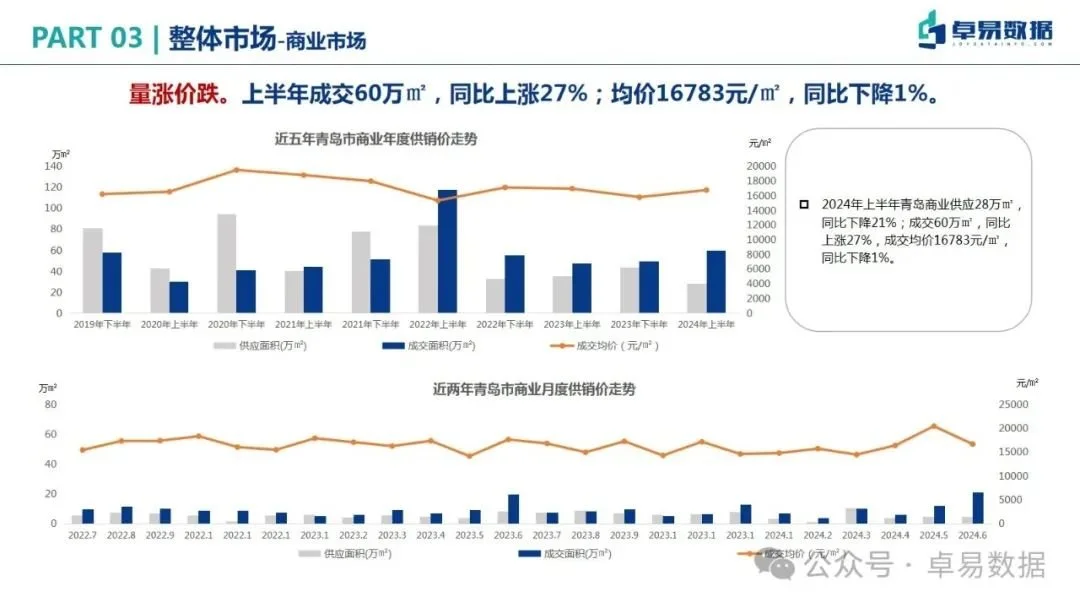 PART 03 | 整体市场-商业市场
卓易数据
JOYDATAINFO.COM
量涨价跌。上半年成交60万㎡，同比上涨27%；均价16783元/㎡，同比下降1%。
近五年青岛市商业年度供销价走势
万㎡
元/㎡
140
120
100
80
60
40
20
0
20000
18000
16000
14000
12000
10000
8000
6000
4000
2000
0
2019年下半年 2020年上半年 2020年下半年 2021年上半年 2021年下半年 2022年上半年 2022年下半年 2023年上半年 2023年下半年 2024年上半年
供应面积(万㎡) 成交面积(万㎡) 成交均价（元/㎡）
2024年上半年青岛商业供应28万㎡，
同比下降21%；成交60万㎡，同比
上涨27%，成交均价16783元/㎡，
同比下降1%。
近两年青岛市商业月度供销价走势
万㎡
元/㎡
80
60
40
20
0
25000
20000
15000
10000
5000
0
2022.7 2022.8 2022.9 2022.1 2022.1 2022.1 2023.1 2023.2 2023.3 2023.4 2023.5 2023.6 2023.7 2023.8 2023.9 2023.1 2023.1 2023.1 2024.1 2024.2 2024.3 2024.4 2024.5 2024.6
供应面积(万㎡) 成交面积(万㎡) 成交均价（元/㎡）
公众号 · 卓易数据